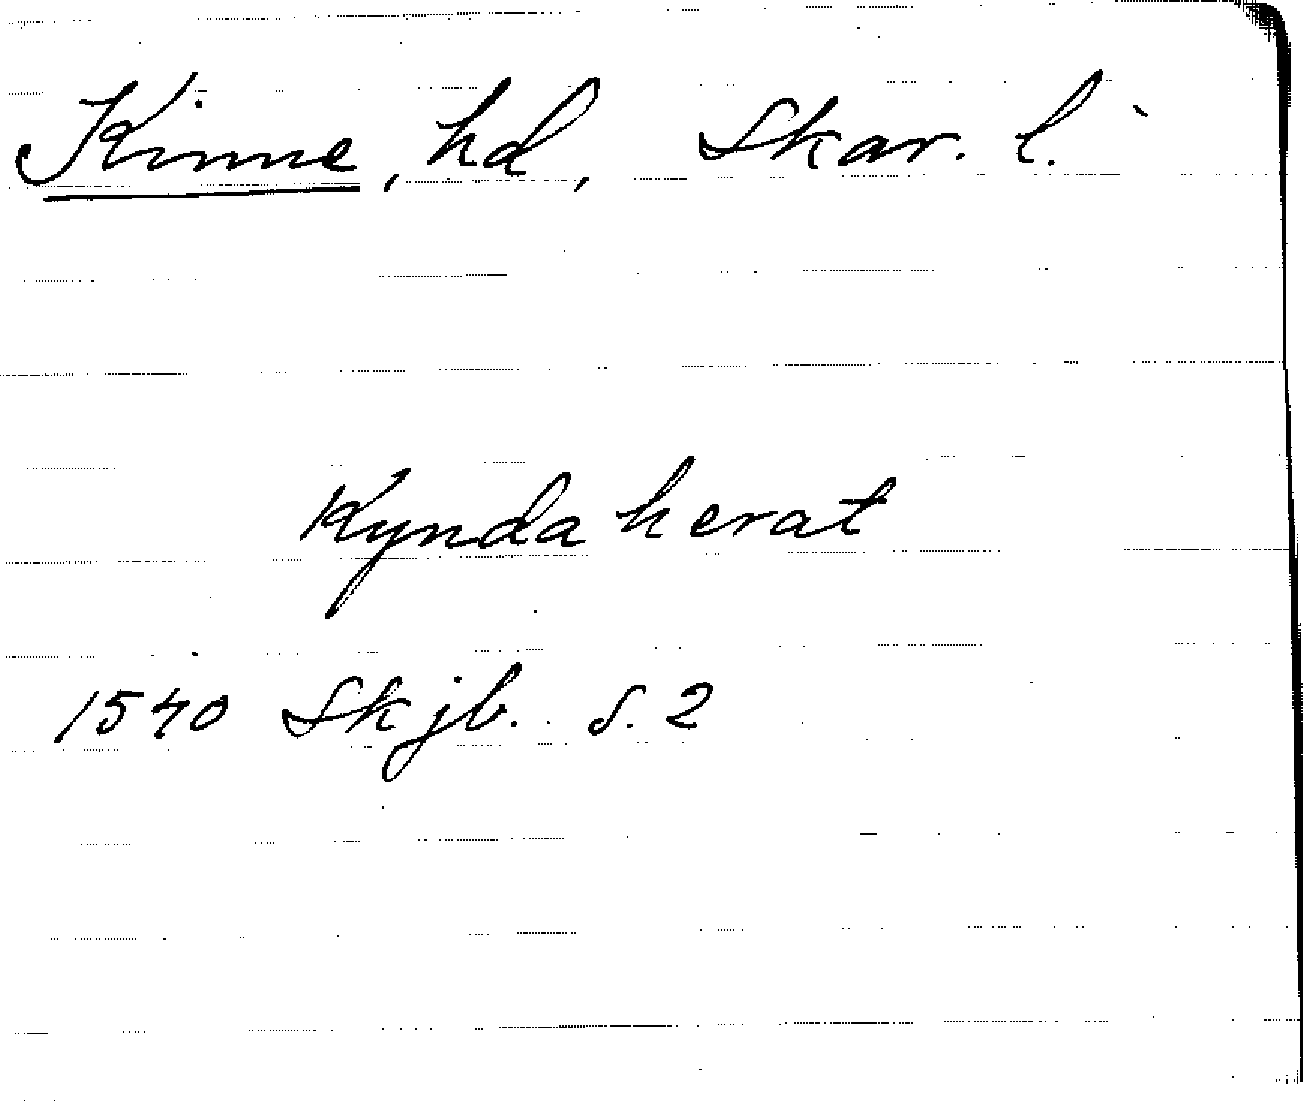 Kinne, hd, Skar. l.
Kynda herat
1540 Skjb. s. 2